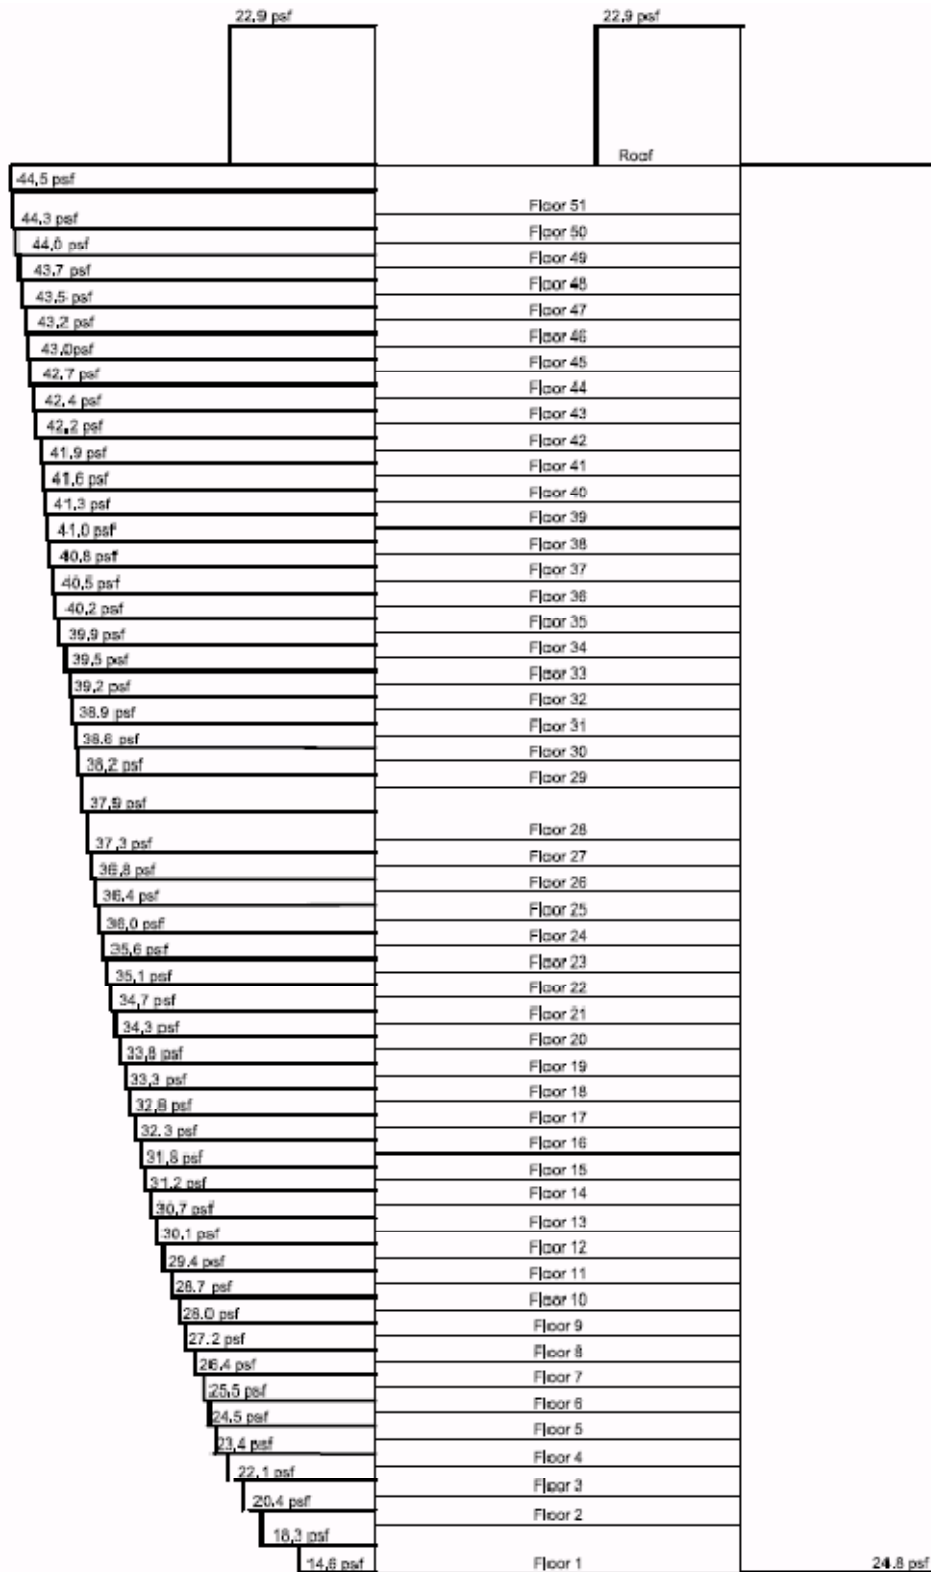 22.9 psf
22.9 psf
Roof
44.5 psf
Floor 51
44.3 psf
Floor 50
44.0 psf
Floor 49
43.7 psf
Floor 48
43.5 psf
Floor 47
43.2 psf
Floor 46
43.0psf
Floor 45
42.7 psf
Floor 44
42.4 psf
Floor 43
42.2 psf
Floor 42
41.9 psf
Floor 41
41.6 psf
Floor 40
41.3 psf
Floor 39
41.0 psf
Floor 38
40.8 psf
Floor 37
40.5 psf
Floor 36
40.2 psf
Floor 35
39.9 psf
Floor 34
39.5 psf
Floor 33
39.2 psf
Floor 32
38.9 psf
Floor 31
38.6 psf
Floor 30
38.2 psf
Floor 29
37.9 psf
Floor 28
37.3 psf
Floor 27
36.8 psf
Floor 26
36.4 psf
Floor 25
36.0 psf
Floor 24
35.6 psf
Floor 23
35.1 psf
Floor 22
34.7 psf
Floor 21
34.3 psf
Floor 20
33.8 psf
Floor 19
33.3 psf
Floor 18
32.8 psf
Floor 17
32.3 psf
Floor 16
31.8 psf
Floor 15
31.2 psf
Floor 14
30.7 psf
Floor 13
30.1 psf
Floor 12
29.4 psf
Floor 11
28.7 psf
Floor 10
28.0 psf
Floor 9
27.2 psf
Floor 8
26.4 psf
Floor 7
25.5 psf
Floor 6
24.5 psf
Floor 5
23.4 psf
Floor 4
22.1 psf
Floor 3
20.4 psf
Floor 2
18.3 psf
14.6 psf
Floor 1
24.8 psf